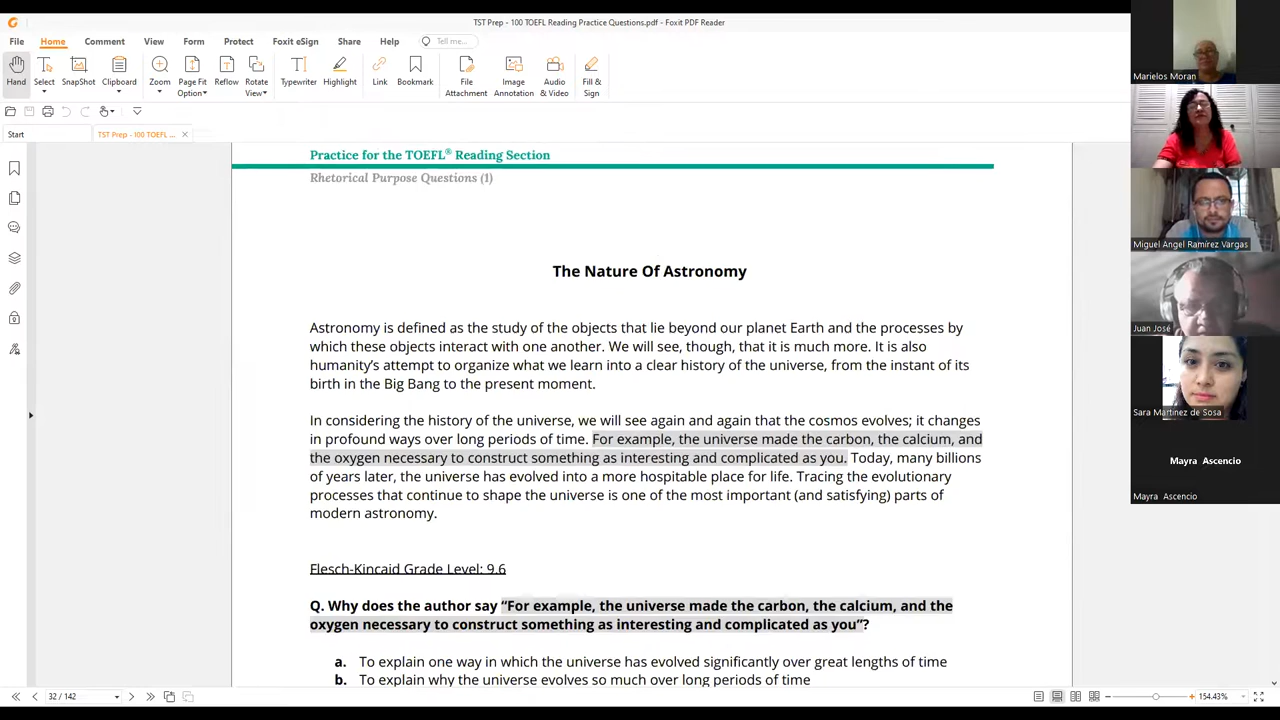 TST Prep - 100 TOEFL Reading Practice Questions.pdf - Foxit PDF Reader
File Home Comment View Form Protect Foxit eSign Share Help Tell me...
Hand Select SnapShot Clipboard Zoom Page Fit Option Reflow Rotate View Typewriter Highlight Link Bookmark File Attachment Image Annotation Audio & Video Fill & Sign
Start TST Prep - 100 TOEFL ...
Practice for the TOEFL® Reading Section
Rhetorical Purpose Questions (1)
The Nature Of Astronomy
Astronomy is defined as the study of the objects that lie beyond our planet Earth and the processes by
which these objects interact with one another. We will see, though, that it is much more. It is also
humanity's attempt to organize what we learn into a clear history of the universe, from the instant of its
birth in the Big Bang to the present moment.
In considering the history of the universe, we will see again and again that the cosmos evolves; it changes
in profound ways over long periods of time. For example, the universe made the carbon, the calcium, and
the oxygen necessary to construct something as interesting and complicated as you. Today, many billions
of years later, the universe has evolved into a more hospitable place for life. Tracing the evolutionary
processes that continue to shape the universe is one of the most important (and satisfying) parts of
modern astronomy.
Flesch-Kincaid Grade Level: 9.6
Q. Why does the author say "For example, the universe made the carbon, the calcium, and the
oxygen necessary to construct something as interesting and complicated as you"?
a. To explain one way in which the universe has evolved significantly over great lengths of time
b. To explain why the universe evolves so much over long periods of time
32 / 142
154.43%
Marielos Moran
Miguel Angel Ramírez Vargas
Juan José
Sara Martinez de Sosa
Mayra Ascencio
Mayra Ascencio